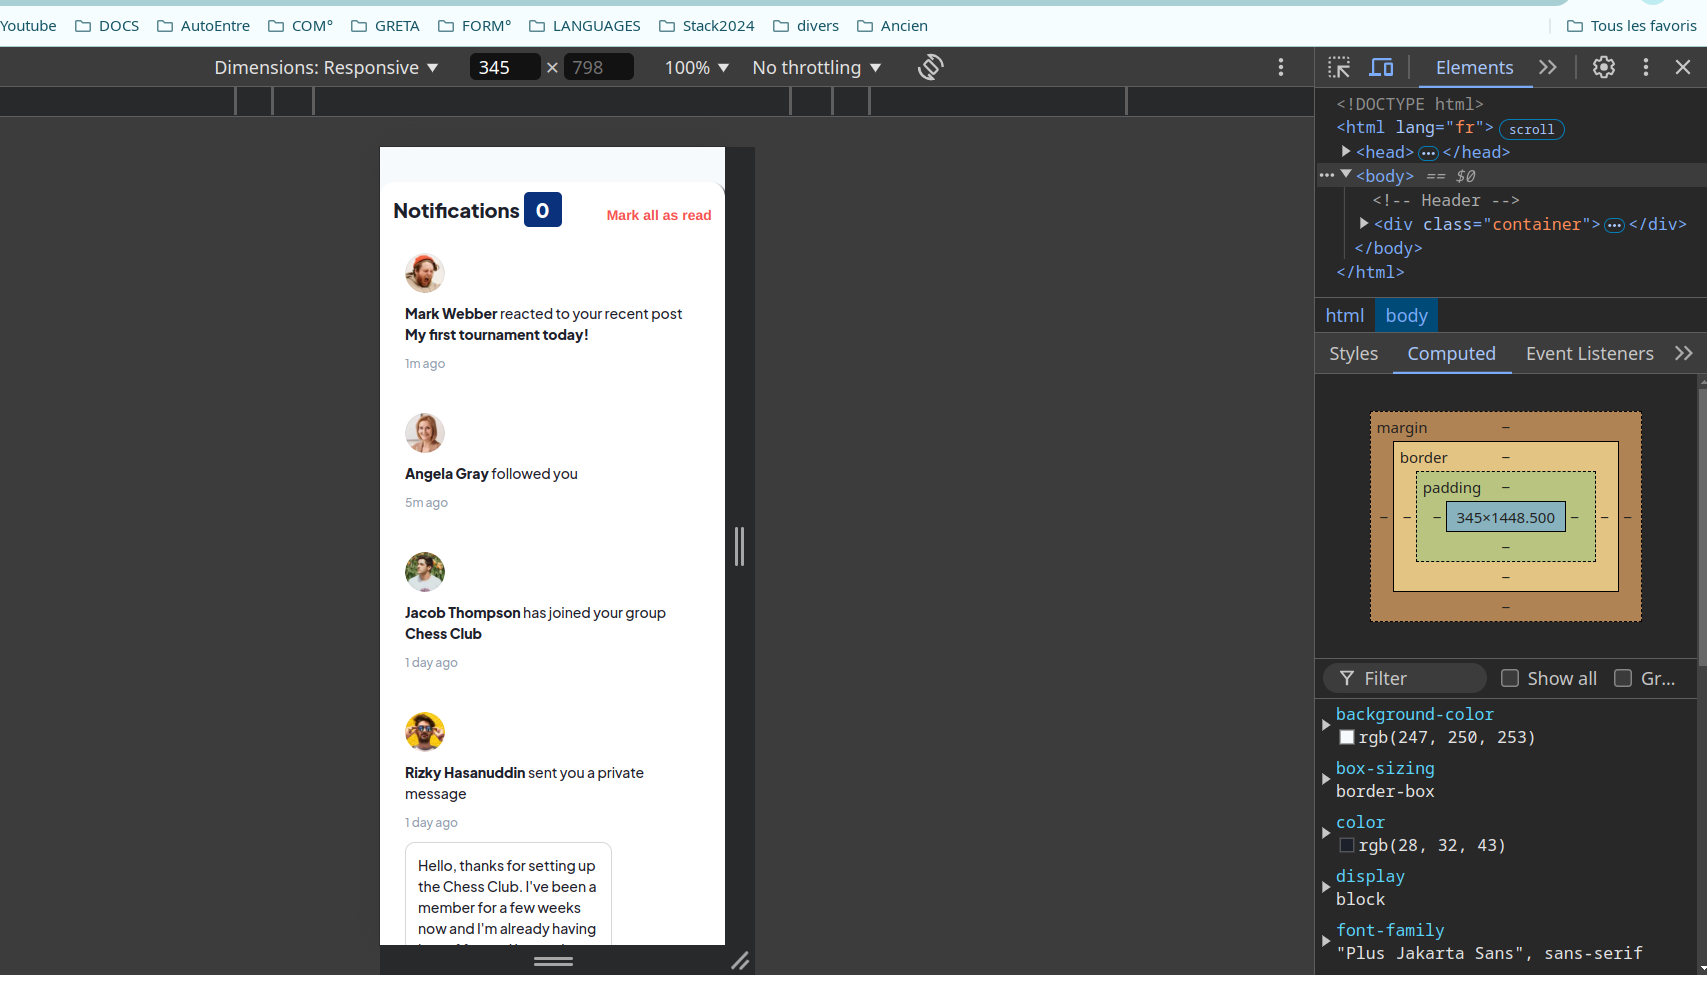 Youtube DOCS AutoEntre COM° GRETA FORM° LANGUAGES Stack2024 divers Ancien Tous les favoris
Dimensions: Responsive ▼ 345 × 798 100% ▼ No throttling ▼
Elements
Notifications 0 Mark all as read
Mark Webber reacted to your recent post
My first tournament today!
1m ago
Angela Gray followed you
5m ago
Jacob Thompson has joined your group
Chess Club
1 day ago
Rizky Hasanuddin sent you a private
message
1 day ago
Hello, thanks for setting up
the Chess Club. I've been a
member for a few weeks
now and I'm already having
<!DOCTYPE html>
<html lang="fr"> scroll
<head> ••• </head>
<body> == $0
<!-- Header -->
<div class="container"> ••• </div>
</body>
</html>
html body
Styles Computed Event Listeners
margin –
border –
padding –
– – – 345×1448.500 – – –
–
–
–
Filter Show all Gr...
background-color
rgb(247, 250, 253)
box-sizing
border-box
color
rgb(28, 32, 43)
display
block
font-family
"Plus Jakarta Sans", sans-serif